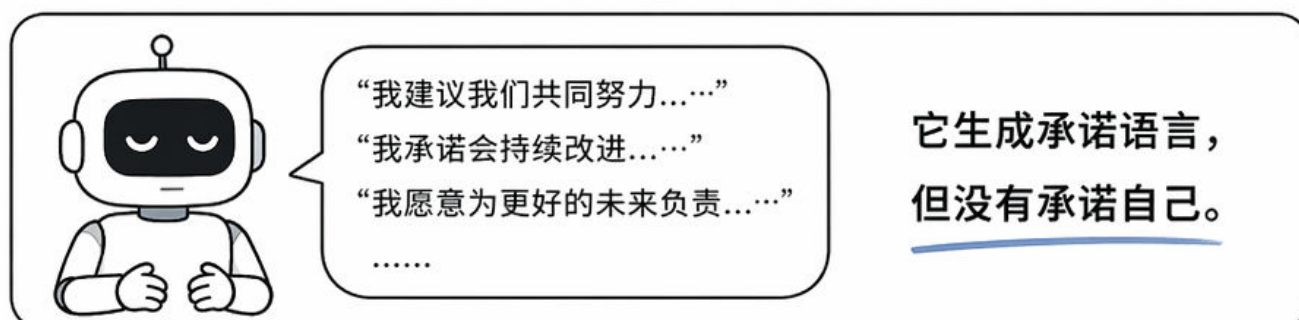 “我建议我们共同努力...…”
“我承诺会持续改进...…”
“我愿意为更好的未来负责...…”
……
它生成承诺语言，
但没有承诺自己。